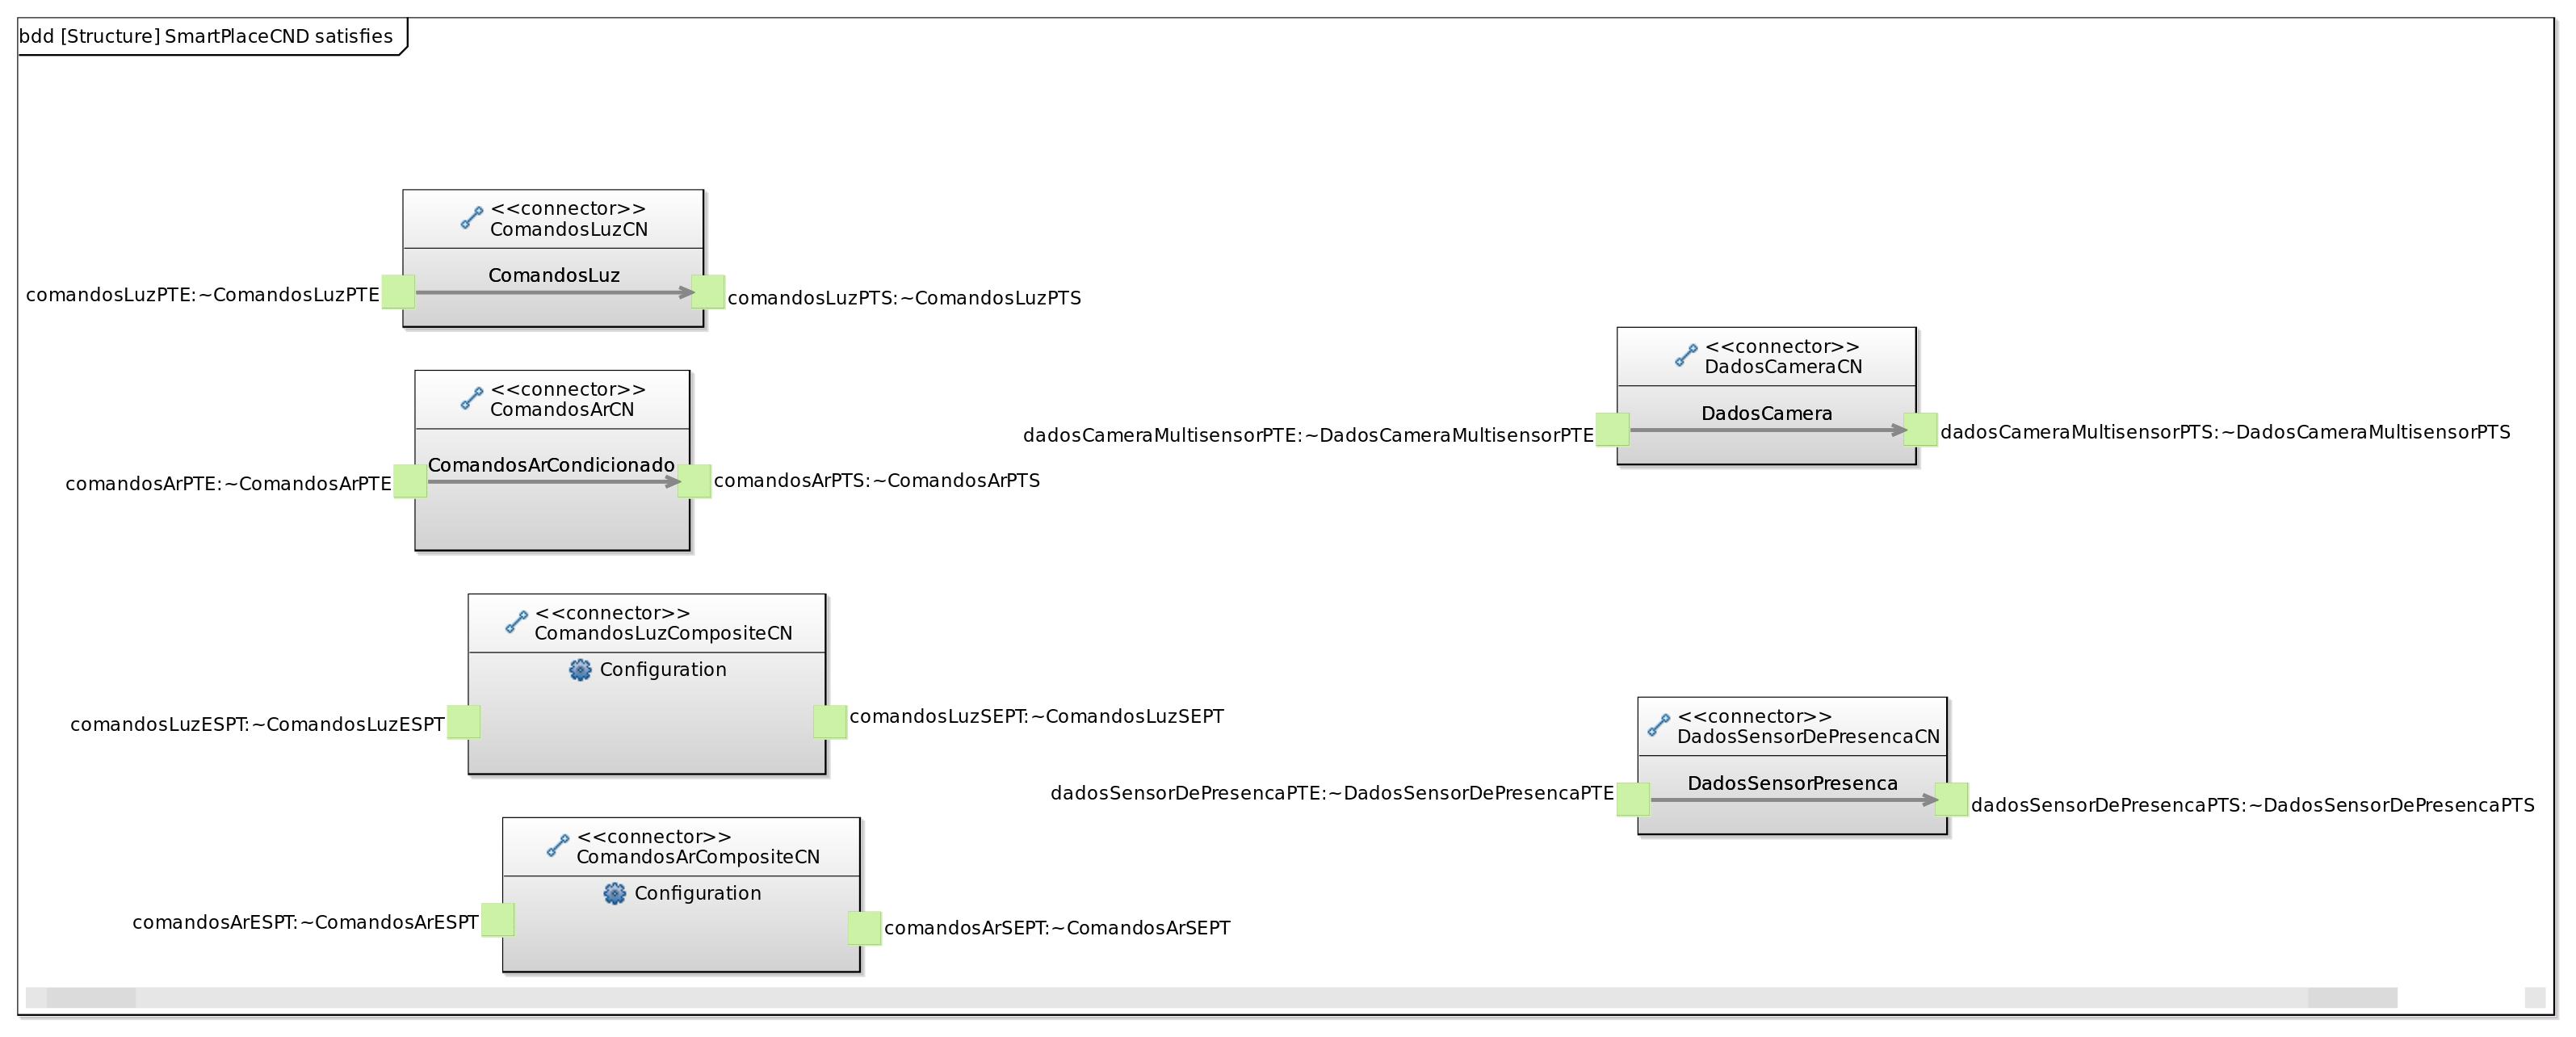 bdd [Structure] SmartPlaceCND satisfies
<<connector>>
ComandosLuzCN
ComandosLuz
comandosLuzPTE:~ComandosLuzPTE
comandosLuzPTS:~ComandosLuzPTS
<<connector>>
ComandosArCN
ComandosArCondicionado
comandosArPTE:~ComandosArPTE
comandosArPTS:~ComandosArPTS
<<connector>>
DadosCameraCN
DadosCamera
dadosCameraMultisensorPTE:~DadosCameraMultisensorPTE
dadosCameraMultisensorPTS:~DadosCameraMultisensorPTS
<<connector>>
ComandosLuzCompositeCN
Configuration
comandosLuzESPT:~ComandosLuzESPT
comandosLuzSEPT:~ComandosLuzSEPT
<<connector>>
DadosSensorDePresencaCN
DadosSensorPresenca
dadosSensorDePresencaPTE:~DadosSensorDePresencaPTE
dadosSensorDePresencaPTS:~DadosSensorDePresencaPTS
<<connector>>
ComandosArCompositeCN
Configuration
comandosArESPT:~ComandosArESPT
comandosArSEPT:~ComandosArSEPT